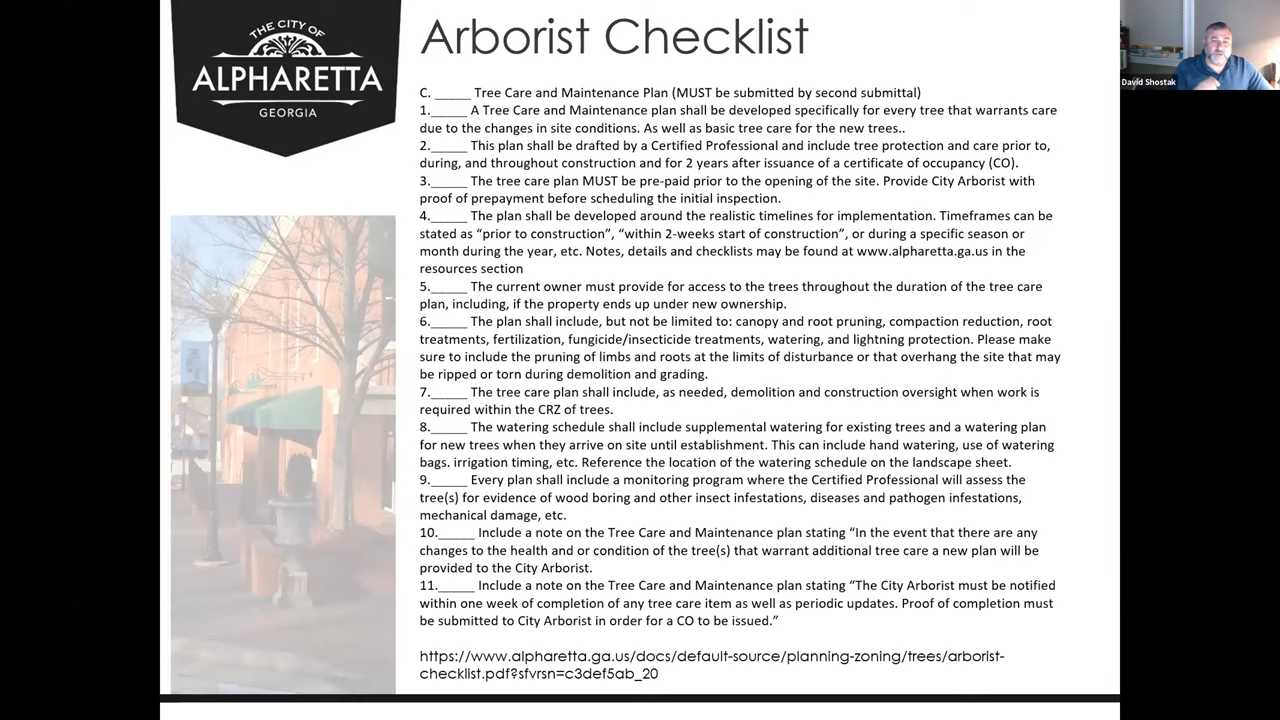 THE CITY OF
ALPHARETTA
GEORGIA
Arborist Checklist
David Shostak
C. _____ Tree Care and Maintenance Plan (MUST be submitted by second submittal)
1._____ A Tree Care and Maintenance plan shall be developed specifically for every tree that warrants care
due to the changes in site conditions. As well as basic tree care for the new trees..
2._____ This plan shall be drafted by a Certified Professional and include tree protection and care prior to,
during, and throughout construction and for 2 years after issuance of a certificate of occupancy (CO).
3._____ The tree care plan MUST be pre-paid prior to the opening of the site. Provide City Arborist with
proof of prepayment before scheduling the initial inspection.
4._____ The plan shall be developed around the realistic timelines for implementation. Timeframes can be
stated as “prior to construction”, “within 2-weeks start of construction”, or during a specific season or
month during the year, etc. Notes, details and checklists may be found at www.alpharetta.ga.us in the
resources section
5._____ The current owner must provide for access to the trees throughout the duration of the tree care
plan, including, if the property ends up under new ownership.
6._____ The plan shall include, but not be limited to: canopy and root pruning, compaction reduction, root
treatments, fertilization, fungicide/insecticide treatments, watering, and lightning protection. Please make
sure to include the pruning of limbs and roots at the limits of disturbance or that overhang the site that may
be ripped or torn during demolition and grading.
7._____ The tree care plan shall include, as needed, demolition and construction oversight when work is
required within the CRZ of trees.
8._____ The watering schedule shall include supplemental watering for existing trees and a watering plan
for new trees when they arrive on site until establishment. This can include hand watering, use of watering
bags. irrigation timing, etc. Reference the location of the watering schedule on the landscape sheet.
9._____ Every plan shall include a monitoring program where the Certified Professional will assess the
tree(s) for evidence of wood boring and other insect infestations, diseases and pathogen infestations,
mechanical damage, etc.
10._____ Include a note on the Tree Care and Maintenance plan stating “In the event that there are any
changes to the health and or condition of the tree(s) that warrant additional tree care a new plan will be
provided to the City Arborist.
11._____ Include a note on the Tree Care and Maintenance plan stating “The City Arborist must be notified
within one week of completion of any tree care item as well as periodic updates. Proof of completion must
be submitted to City Arborist in order for a CO to be issued.”
https://www.alpharetta.ga.us/docs/default-source/planning-zoning/trees/arborist-
checklist.pdf?sfvrsn=c3def5ab_20